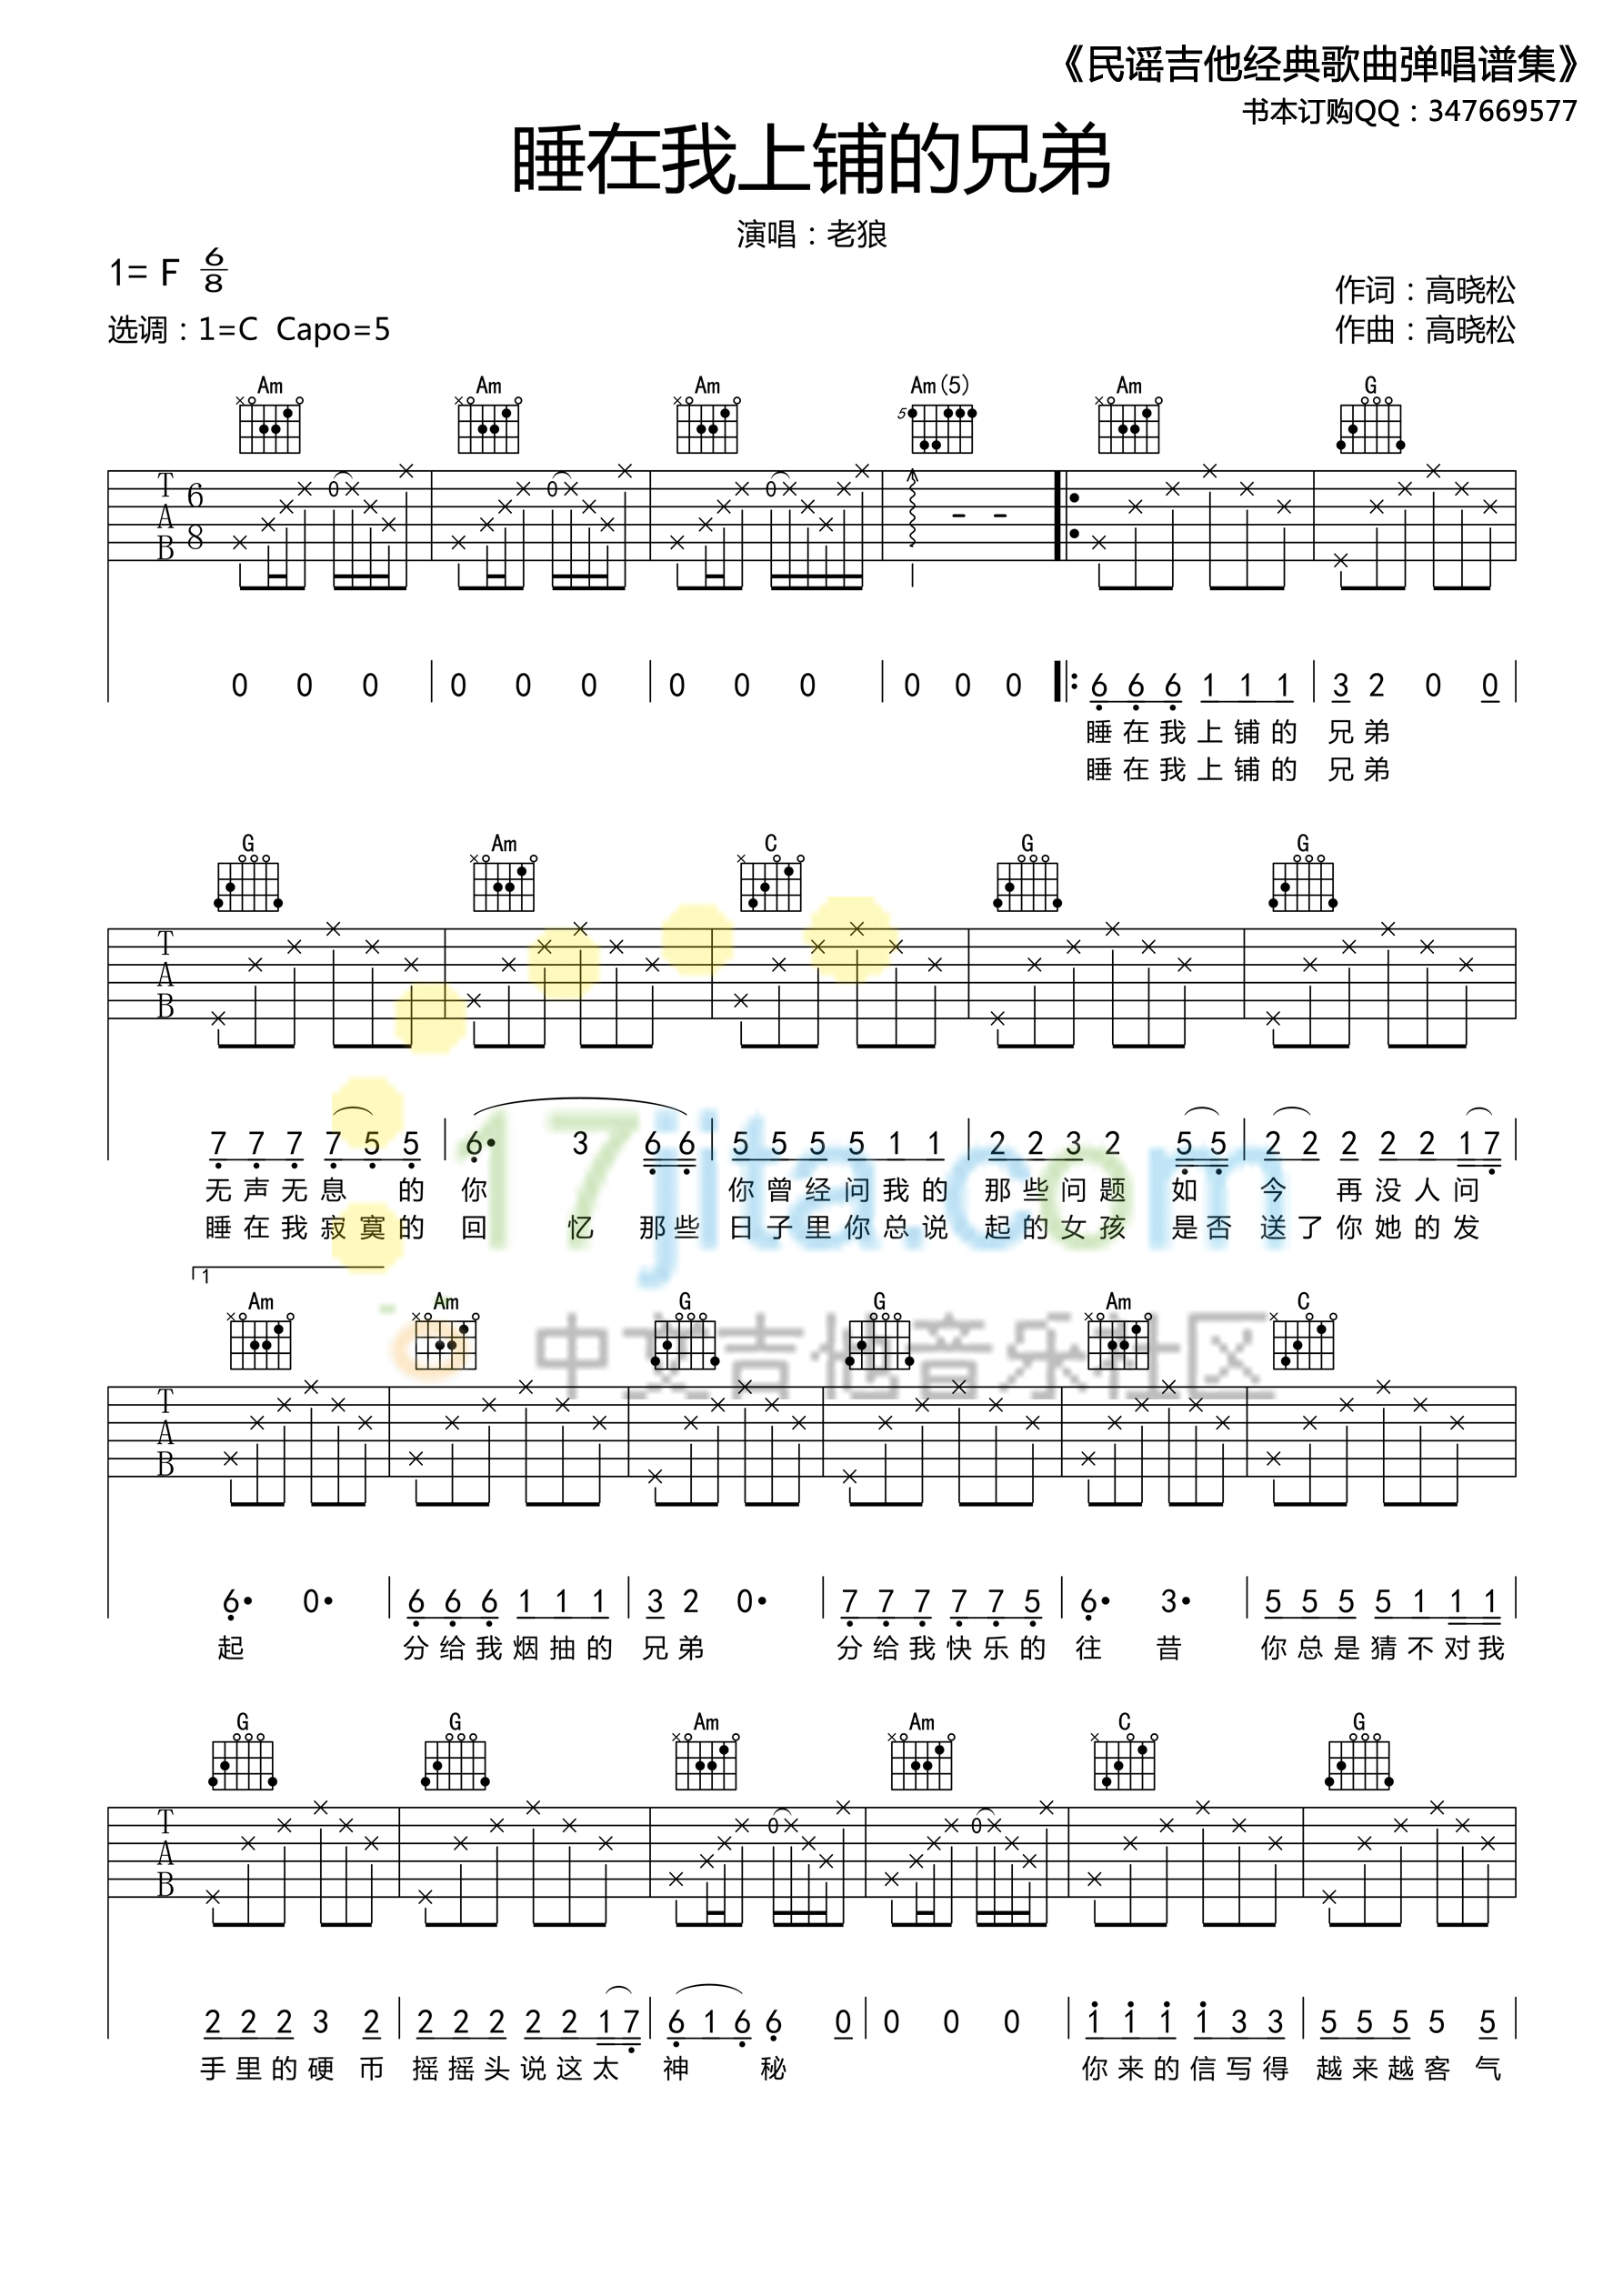 《民谣吉他经典歌曲弹唱谱集》
书本订购QQ：347669577
睡在我上铺的兄弟
演唱：老狼
1= F 6/8
作词：高晓松
选调：1=C Capo=5
作曲：高晓松
Am Am Am Am(5) Am G
5
T A B 6 8 0 0 0
0 0 0 0 0 0 0 0 0 0 0 0 6 6 6 1 1 1 3 2 0 0
睡在我上铺的 兄弟
睡在我上铺的 兄弟
G Am C G G
T A B
7 7 7 7 5 5 6· 3 6 6 5 5 5 5 1 1 2 2 3 2 5 5 2 2 2 2 2 1 7
无声无息 的 你 你曾经问我的 那些问题 如 今 再没人问
睡在我寂寞的 回 忆 那些 日子里你总说 起的女孩 是否 送了你她的发
17jita.com
中文吉他音乐社区
1
Am Am G G Am C
T A B
6· 0· 6 6 6 1 1 1 3 2 0· 7 7 7 7 7 5 6· 3· 5 5 5 5 1 1 1
起 分给我烟抽的 兄弟 分给我快乐的 往 昔 你总是猜不对我
G G Am Am C G
T A B 0 0
2 2 2 3 2 2 2 2 2 2 1 7 6 1 6 6 0 0 0 0 1 1 1 1 3 3 5 5 5 5 5
手里的硬 币 摇摇头说这太 神 秘 你来的信写得 越来越客 气